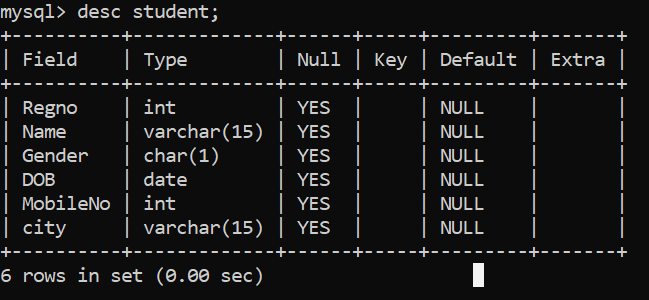 mysql> desc student;
+----------+-------------+------+-----+---------+-------+
| Field    | Type        | Null | Key | Default | Extra |
+----------+-------------+------+-----+---------+-------+
| Regno    | int         | YES  |     | NULL    |       |
| Name     | varchar(15) | YES  |     | NULL    |       |
| Gender   | char(1)     | YES  |     | NULL    |       |
| DOB      | date        | YES  |     | NULL    |       |
| MobileNo | int         | YES  |     | NULL    |       |
| city     | varchar(15) | YES  |     | NULL    |       |
+----------+-------------+------+-----+---------+-------+
6 rows in set (0.00 sec)